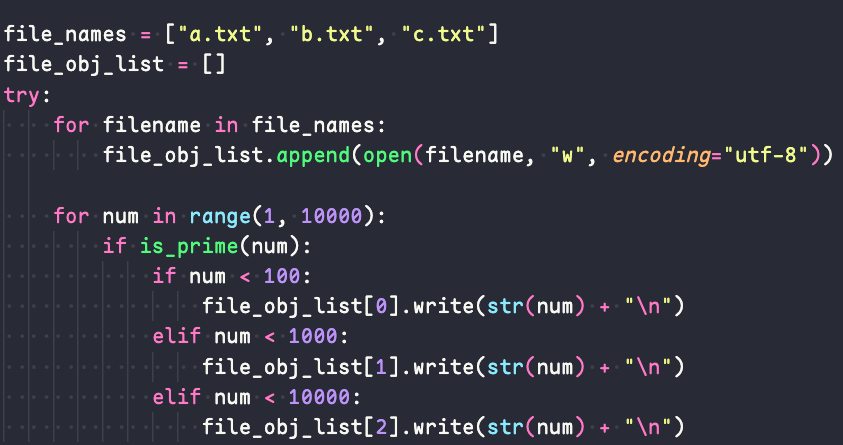 file_names = ["a.txt", "b.txt", "c.txt"]
file_obj_list = []
try:
    for filename in file_names:
        file_obj_list.append(open(filename, "w", encoding="utf-8"))

    for num in range(1, 10000):
        if is_prime(num):
            if num < 100:
                file_obj_list[0].write(str(num) + "\n")
            elif num < 1000:
                file_obj_list[1].write(str(num) + "\n")
            elif num < 10000:
                file_obj_list[2].write(str(num) + "\n")